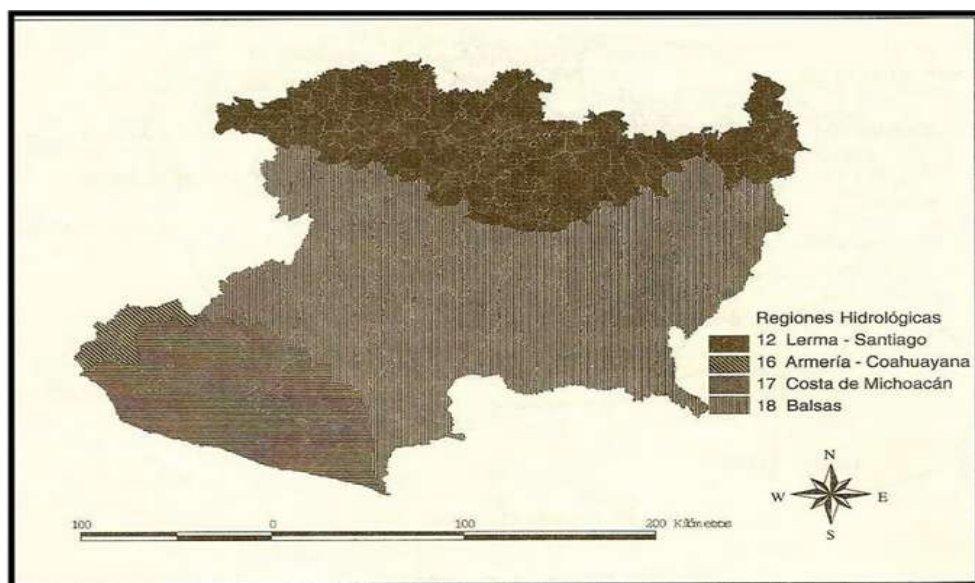 Regiones Hidrológicas
12 Lerma - Santiago
16 Armería - Coahuayana
17 Costa de Michoacán
18 Balsas
N
W E
S
100 0 100 200